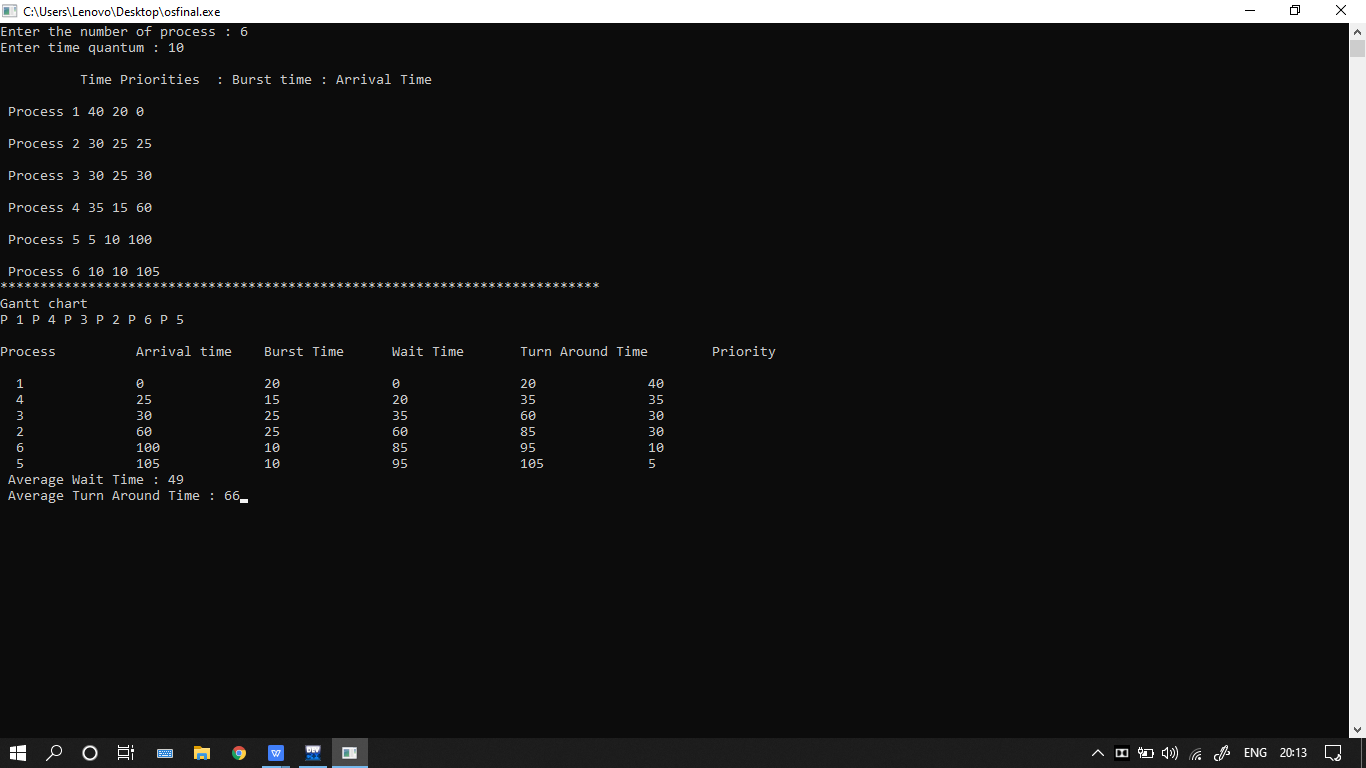 C:\Users\Lenovo\Desktop\osfinal.exe
Enter the number of process : 6
Enter time quantum : 10
Time Priorities  : Burst time : Arrival Time
Process 1 40 20 0
Process 2 30 25 25
Process 3 30 25 30
Process 4 35 15 60
Process 5 5 10 100
Process 6 10 10 105
***************************************************************************
Gantt chart
P 1 P 4 P 3 P 2 P 6 P 5
Process Arrival time Burst Time Wait Time Turn Around Time Priority
1 0 20 0 20 40
4 25 15 20 35 35
3 30 25 35 60 30
2 60 25 60 85 30
6 100 10 85 95 10
5 105 10 95 105 5
Average Wait Time : 49
Average Turn Around Time : 66
W DEV ENG 20:13